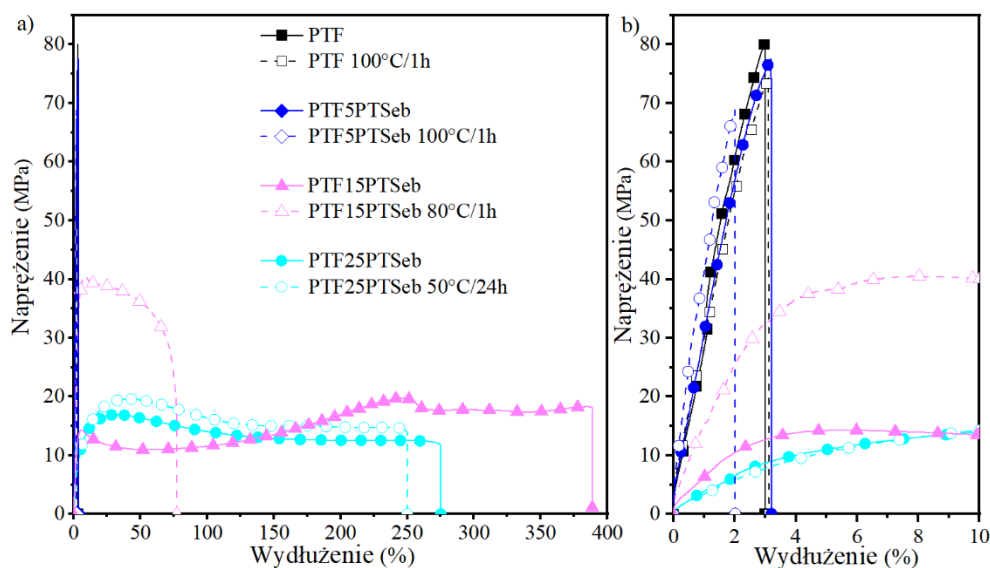 a)
b)
PTF
PTF 100°C/1h
PTF5PTSeb
PTF5PTSeb 100°C/1h
PTF15PTSeb
PTF15PTSeb 80°C/1h
PTF25PTSeb
PTF25PTSeb 50°C/24h
Naprężenie (MPa)
80
70
60
50
40
30
20
10
0
0 50 100 150 200 250 300 350 400
Wydłużenie (%)
Naprężenie (MPa)
80
70
60
50
40
30
20
10
0
0 2 4 6 8 10
Wydłużenie (%)